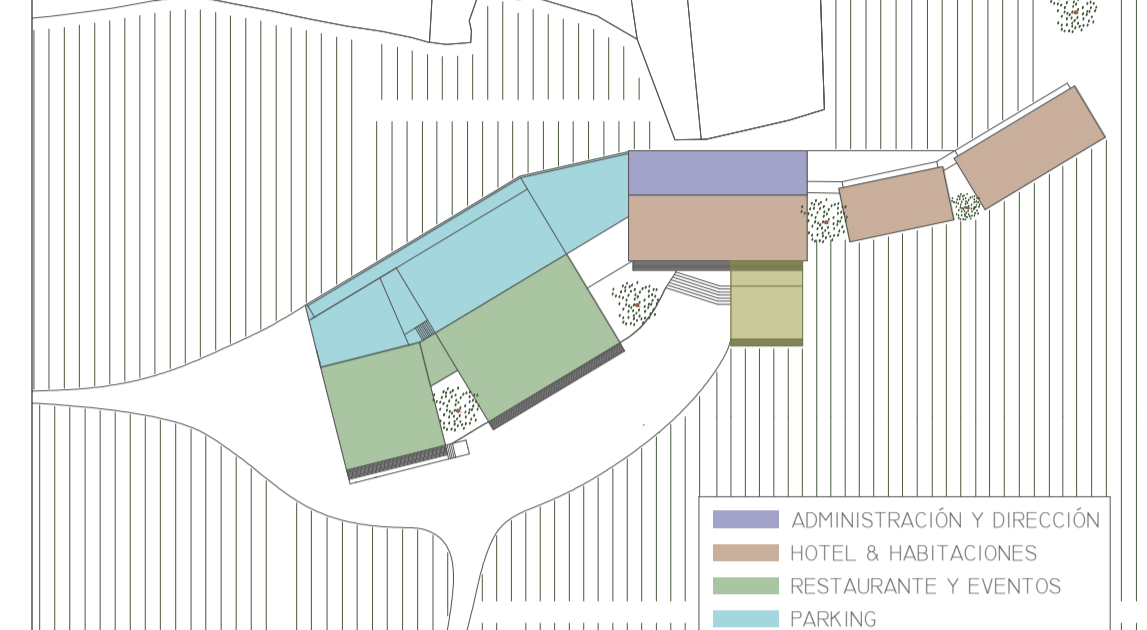 ADMINISTRACIÓN Y DIRECCIÓN
HOTEL & HABITACIONES
RESTAURANTE Y EVENTOS
PARKING